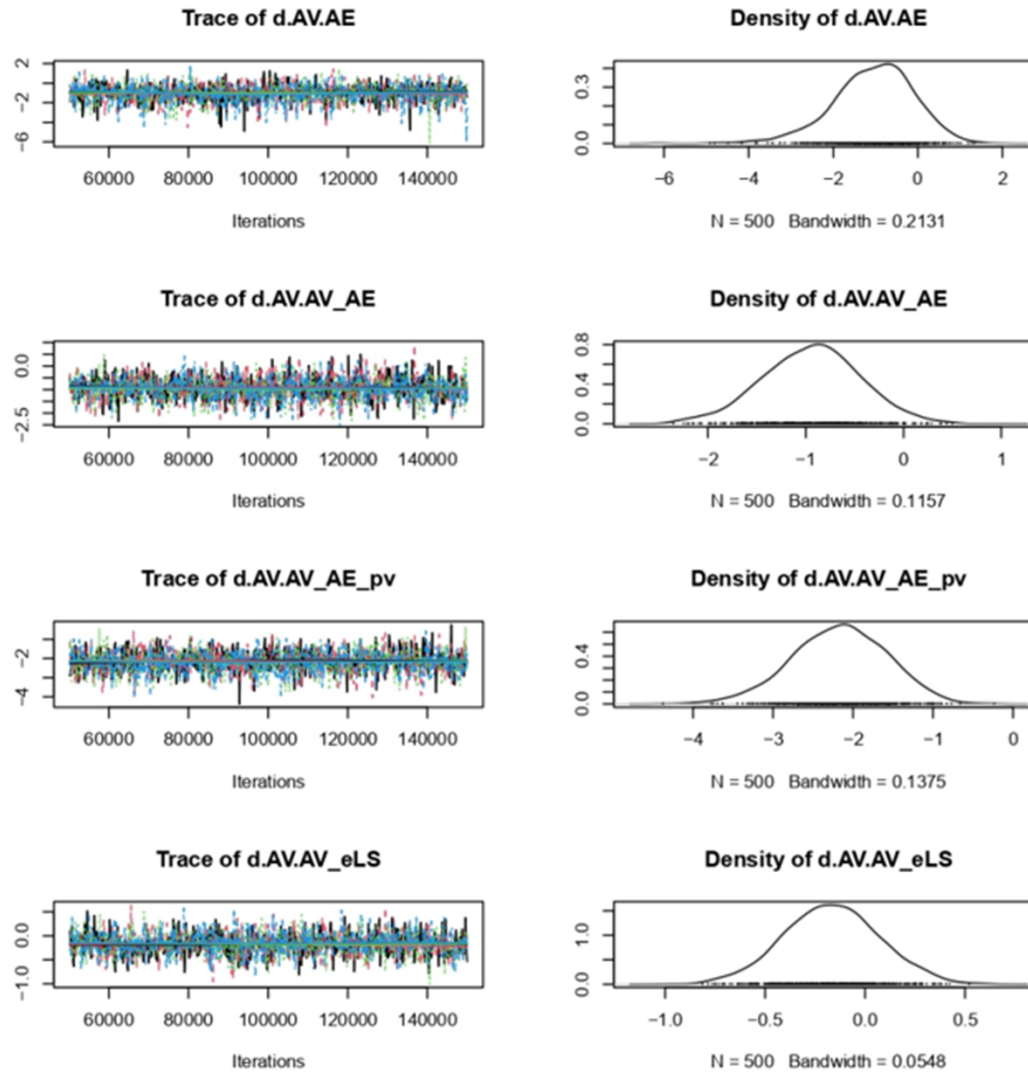 Trace of d.AV.AE
Density of d.AV.AE
2
−2
−6
60000 80000 100000 120000 140000
Iterations
0.3
0.0
−6 −4 −2 0 2
N = 500 Bandwidth = 0.2131
Trace of d.AV.AV_AE
Density of d.AV.AV_AE
0.0
−2.5
60000 80000 100000 120000 140000
Iterations
0.8
0.4
0.0
−2 −1 0 1
N = 500 Bandwidth = 0.1157
Trace of d.AV.AV_AE_pv
Density of d.AV.AV_AE_pv
−2
−4
60000 80000 100000 120000 140000
Iterations
0.4
0.0
−4 −3 −2 −1 0
N = 500 Bandwidth = 0.1375
Trace of d.AV.AV_eLS
Density of d.AV.AV_eLS
0.0
−1.0
60000 80000 100000 120000 140000
Iterations
1.0
0.0
−1.0 −0.5 0.0 0.5
N = 500 Bandwidth = 0.0548